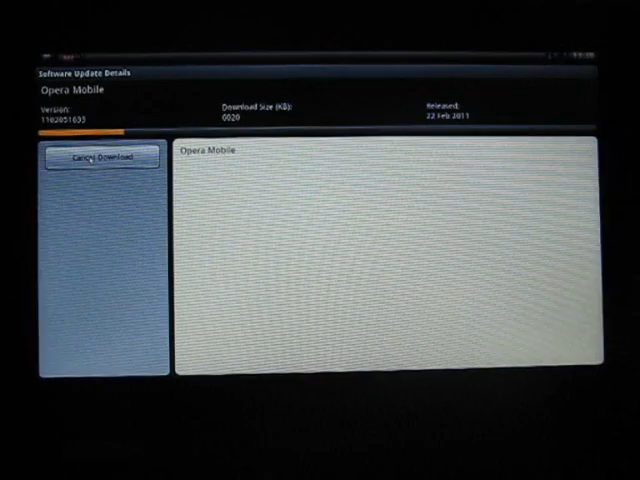 Software Update Details
Opera Mobile
Version:
Download Size (KB):
Released:
22 Feb 2011
Cancel Download
Opera Mobile